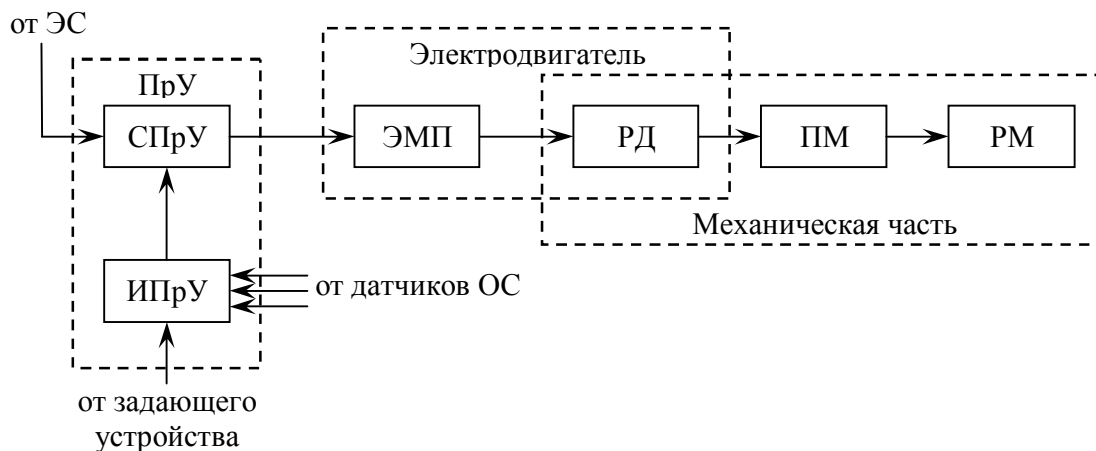 от ЭС
Электродвигатель
ПрУ
СПрУ
ЭМП
РД
ПМ
РМ
Механическая часть
ИПрУ
от датчиков ОС
от задающего
устройства